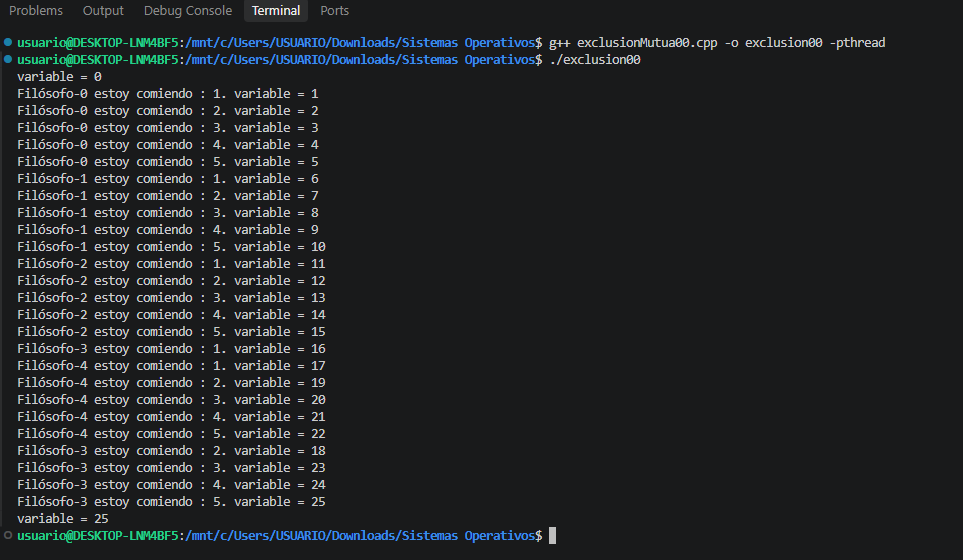 Problems Output Debug Console Terminal Ports
usuario@DESKTOP-LNM4BF5:/mnt/c/Users/USUARIO/Downloads/Sistemas Operativos$ g++ exclusionMutua00.cpp -o exclusion00 -pthread
usuario@DESKTOP-LNM4BF5:/mnt/c/Users/USUARIO/Downloads/Sistemas Operativos$ ./exclusion00
variable = 0
Filósofo-0 estoy comiendo : 1. variable = 1
Filósofo-0 estoy comiendo : 2. variable = 2
Filósofo-0 estoy comiendo : 3. variable = 3
Filósofo-0 estoy comiendo : 4. variable = 4
Filósofo-0 estoy comiendo : 5. variable = 5
Filósofo-1 estoy comiendo : 1. variable = 6
Filósofo-1 estoy comiendo : 2. variable = 7
Filósofo-1 estoy comiendo : 3. variable = 8
Filósofo-1 estoy comiendo : 4. variable = 9
Filósofo-1 estoy comiendo : 5. variable = 10
Filósofo-2 estoy comiendo : 1. variable = 11
Filósofo-2 estoy comiendo : 2. variable = 12
Filósofo-2 estoy comiendo : 3. variable = 13
Filósofo-2 estoy comiendo : 4. variable = 14
Filósofo-2 estoy comiendo : 5. variable = 15
Filósofo-3 estoy comiendo : 1. variable = 16
Filósofo-4 estoy comiendo : 1. variable = 17
Filósofo-4 estoy comiendo : 2. variable = 19
Filósofo-4 estoy comiendo : 3. variable = 20
Filósofo-4 estoy comiendo : 4. variable = 21
Filósofo-4 estoy comiendo : 5. variable = 22
Filósofo-3 estoy comiendo : 2. variable = 18
Filósofo-3 estoy comiendo : 3. variable = 23
Filósofo-3 estoy comiendo : 4. variable = 24
Filósofo-3 estoy comiendo : 5. variable = 25
variable = 25
usuario@DESKTOP-LNM4BF5:/mnt/c/Users/USUARIO/Downloads/Sistemas Operativos$